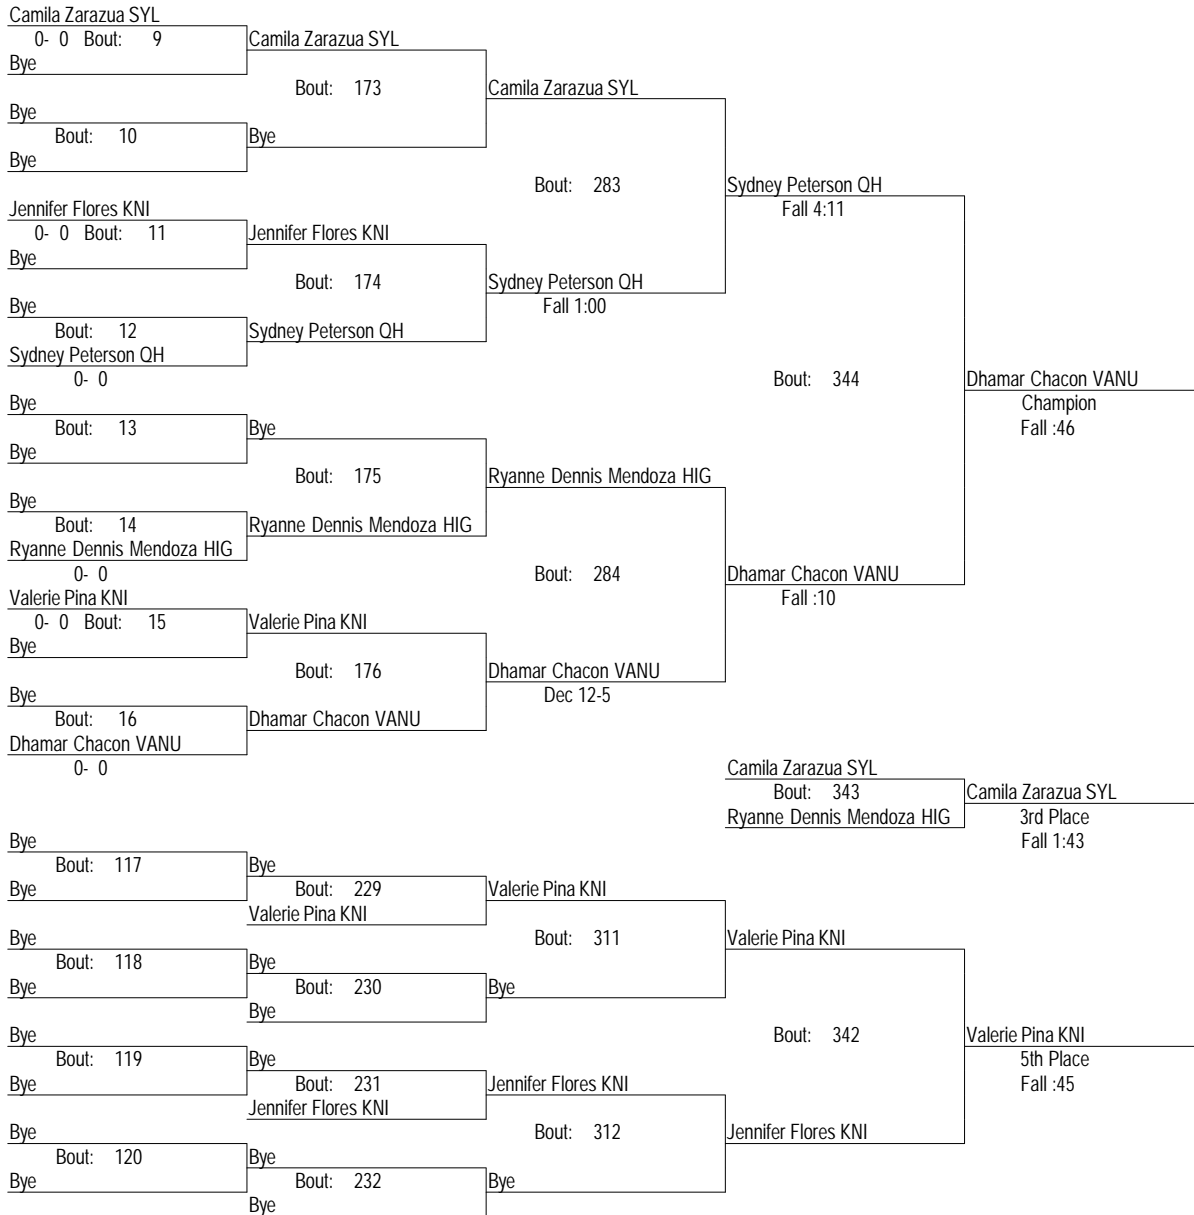 Camila Zarazua SYL
0- 0 Bout: 9 Camila Zarazua SYL
Bye
Bout: 173 Camila Zarazua SYL
Bye
Bout: 10 Bye
Bye
Bout: 283 Sydney Peterson QH
Jennifer Flores KNI Fall 4:11
0- 0 Bout: 11 Jennifer Flores KNI
Bye
Bout: 174 Sydney Peterson QH
Bye Fall 1:00
Bout: 12 Sydney Peterson QH
Sydney Peterson QH
0- 0 Bout: 344 Dhamar Chacon VANU
Bye Champion
Bout: 13 Bye Fall :46
Bye
Bout: 175 Ryanne Dennis Mendoza HIG
Bye
Bout: 14 Ryanne Dennis Mendoza HIG
Ryanne Dennis Mendoza HIG
0- 0 Bout: 284 Dhamar Chacon VANU
Valerie Pina KNI Fall :10
0- 0 Bout: 15 Valerie Pina KNI
Bye
Bout: 176 Dhamar Chacon VANU
Bye Dec 12-5
Bout: 16 Dhamar Chacon VANU
Dhamar Chacon VANU
0- 0 Camila Zarazua SYL
Bout: 343 Camila Zarazua SYL
Ryanne Dennis Mendoza HIG 3rd Place
Bye Fall 1:43
Bout: 117 Bye
Bye Bout: 229 Valerie Pina KNI
Valerie Pina KNI
Bye Bout: 311 Valerie Pina KNI
Bout: 118 Bye
Bye Bout: 230 Bye
Bye
Bye Bout: 342 Valerie Pina KNI
Bout: 119 Bye 5th Place
Bye Bout: 231 Jennifer Flores KNI Fall :45
Jennifer Flores KNI
Bye Bout: 312 Jennifer Flores KNI
Bout: 120 Bye
Bye Bout: 232 Bye
Bye